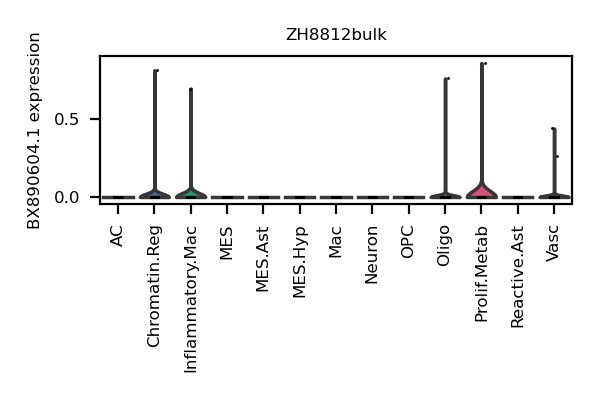 ZH8812bulk
BX890604.1 expression
0.5
0.0
AC
Chromatin.Reg
Inflammatory.Mac
MES
MES.Ast
MES.Hyp
Mac
Neuron
OPC
Oligo
Prolif.Metab
Reactive.Ast
Vasc